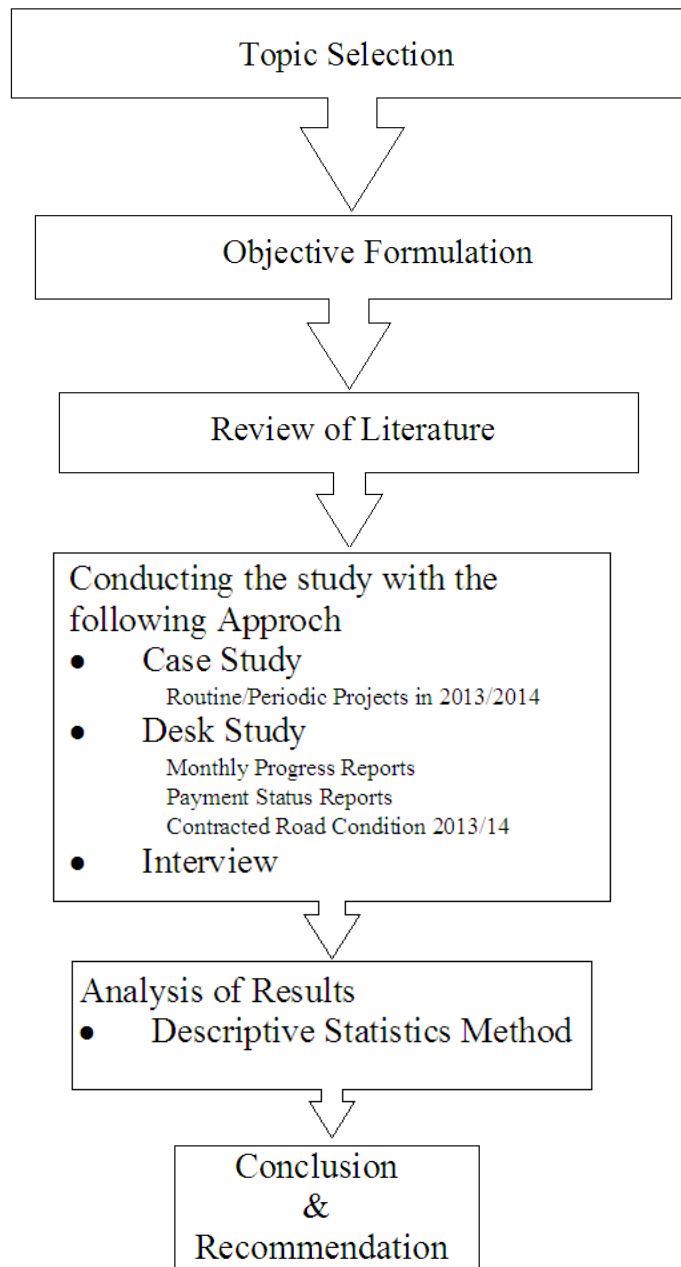 Topic Selection
Objective Formulation
Review of Literature
Conducting the study with the
following Approch
● Case Study
Routine/Periodic Projects in 2013/2014
● Desk Study
Monthly Progress Reports
Payment Status Reports
Contracted Road Condition 2013/14
● Interview
Analysis of Results
● Descriptive Statistics Method
Conclusion
&
Recommendation